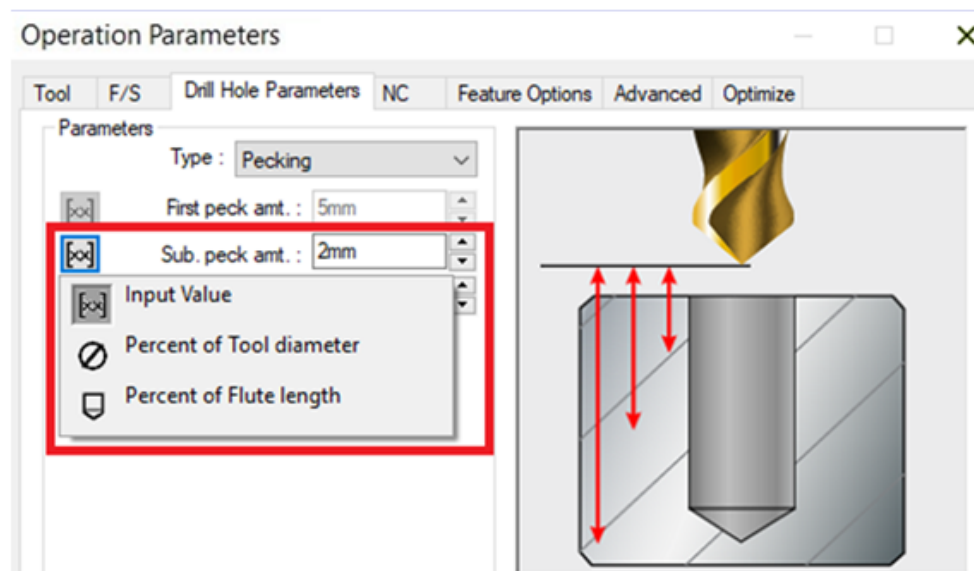 Operation Parameters
Tool F/S Drill Hole Parameters NC Feature Options Advanced Optimize
Parameters
Type : Pecking
First peck amt. : 5mm
Sub. peck amt. : 2mm
Input Value
Percent of Tool diameter
Percent of Flute length